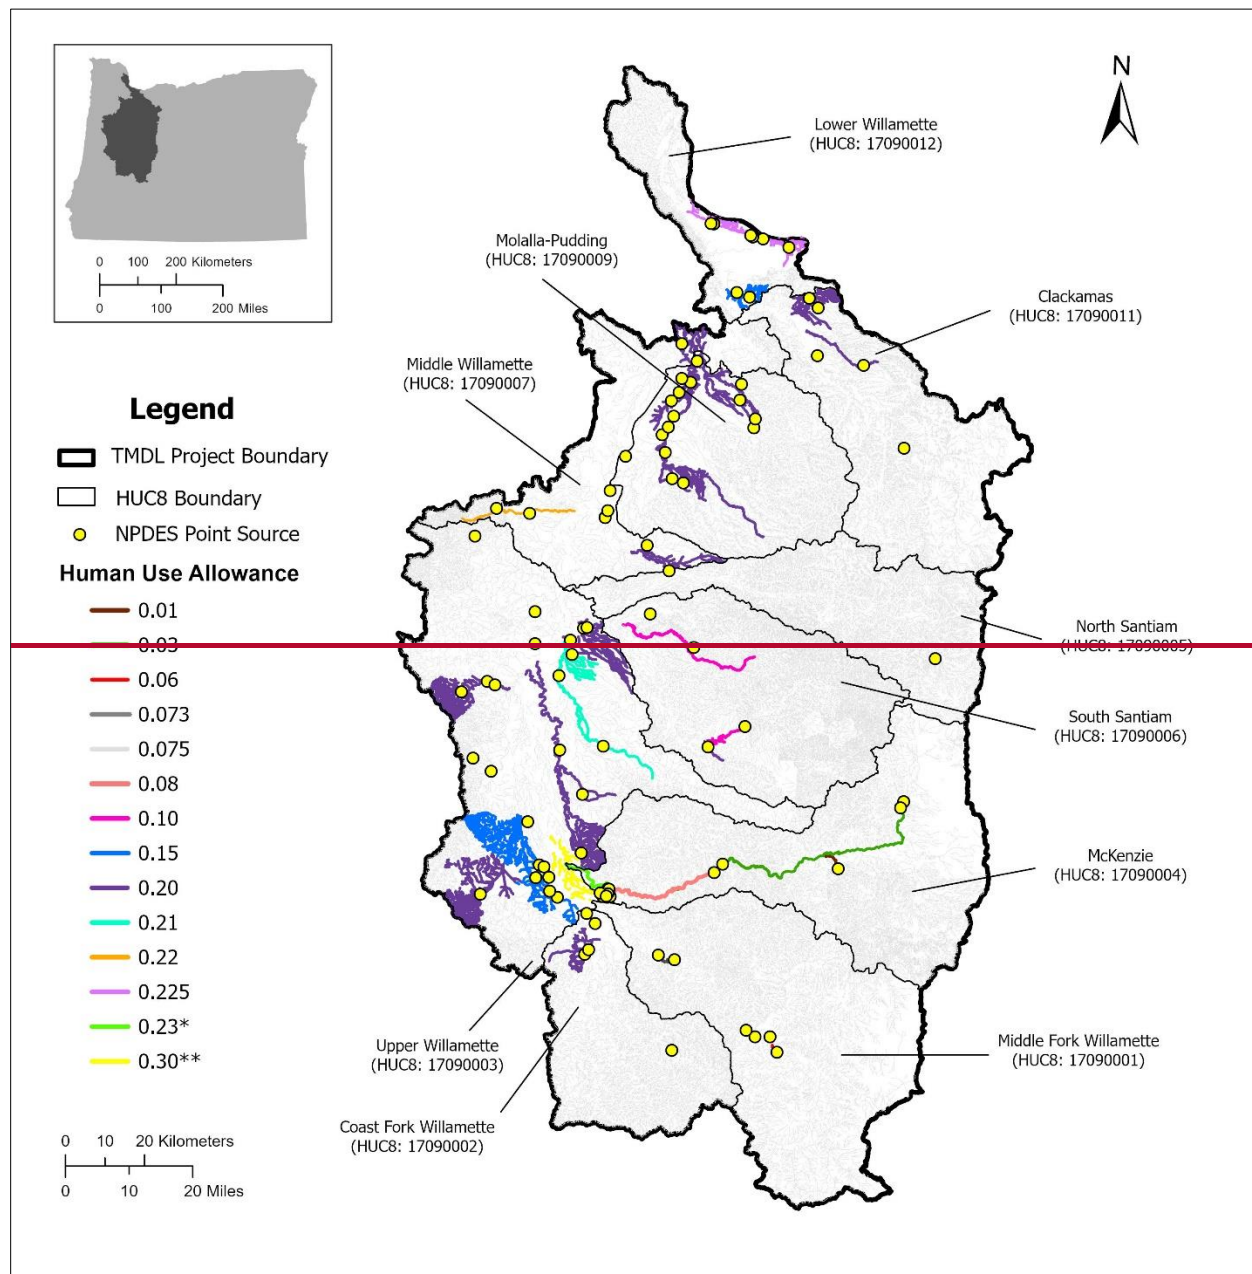 N
Lower Willamette
(HUC8: 17090012)
Molalla-Pudding
(HUC8: 17090009)
0 100 200 Kilometers
0 100 200 Miles
Clackamas
(HUC8: 17090011)
Middle Willamette
(HUC8: 17090007)
Legend
TMDL Project Boundary
HUC8 Boundary
NPDES Point Source
Human Use Allowance
0.01
0.03
0.06
0.073
0.075
0.08
0.10
0.15
0.20
0.21
0.22
0.225
0.23*
0.30**
North Santiam
(HUC8: 17090005)
South Santiam
(HUC8: 17090006)
McKenzie
(HUC8: 17090004)
Upper Willamette
(HUC8: 17090003)
Middle Fork Willamette
(HUC8: 17090001)
Coast Fork Willamette
(HUC8: 17090002)
0 10 20 Kilometers
0 10 20 Miles